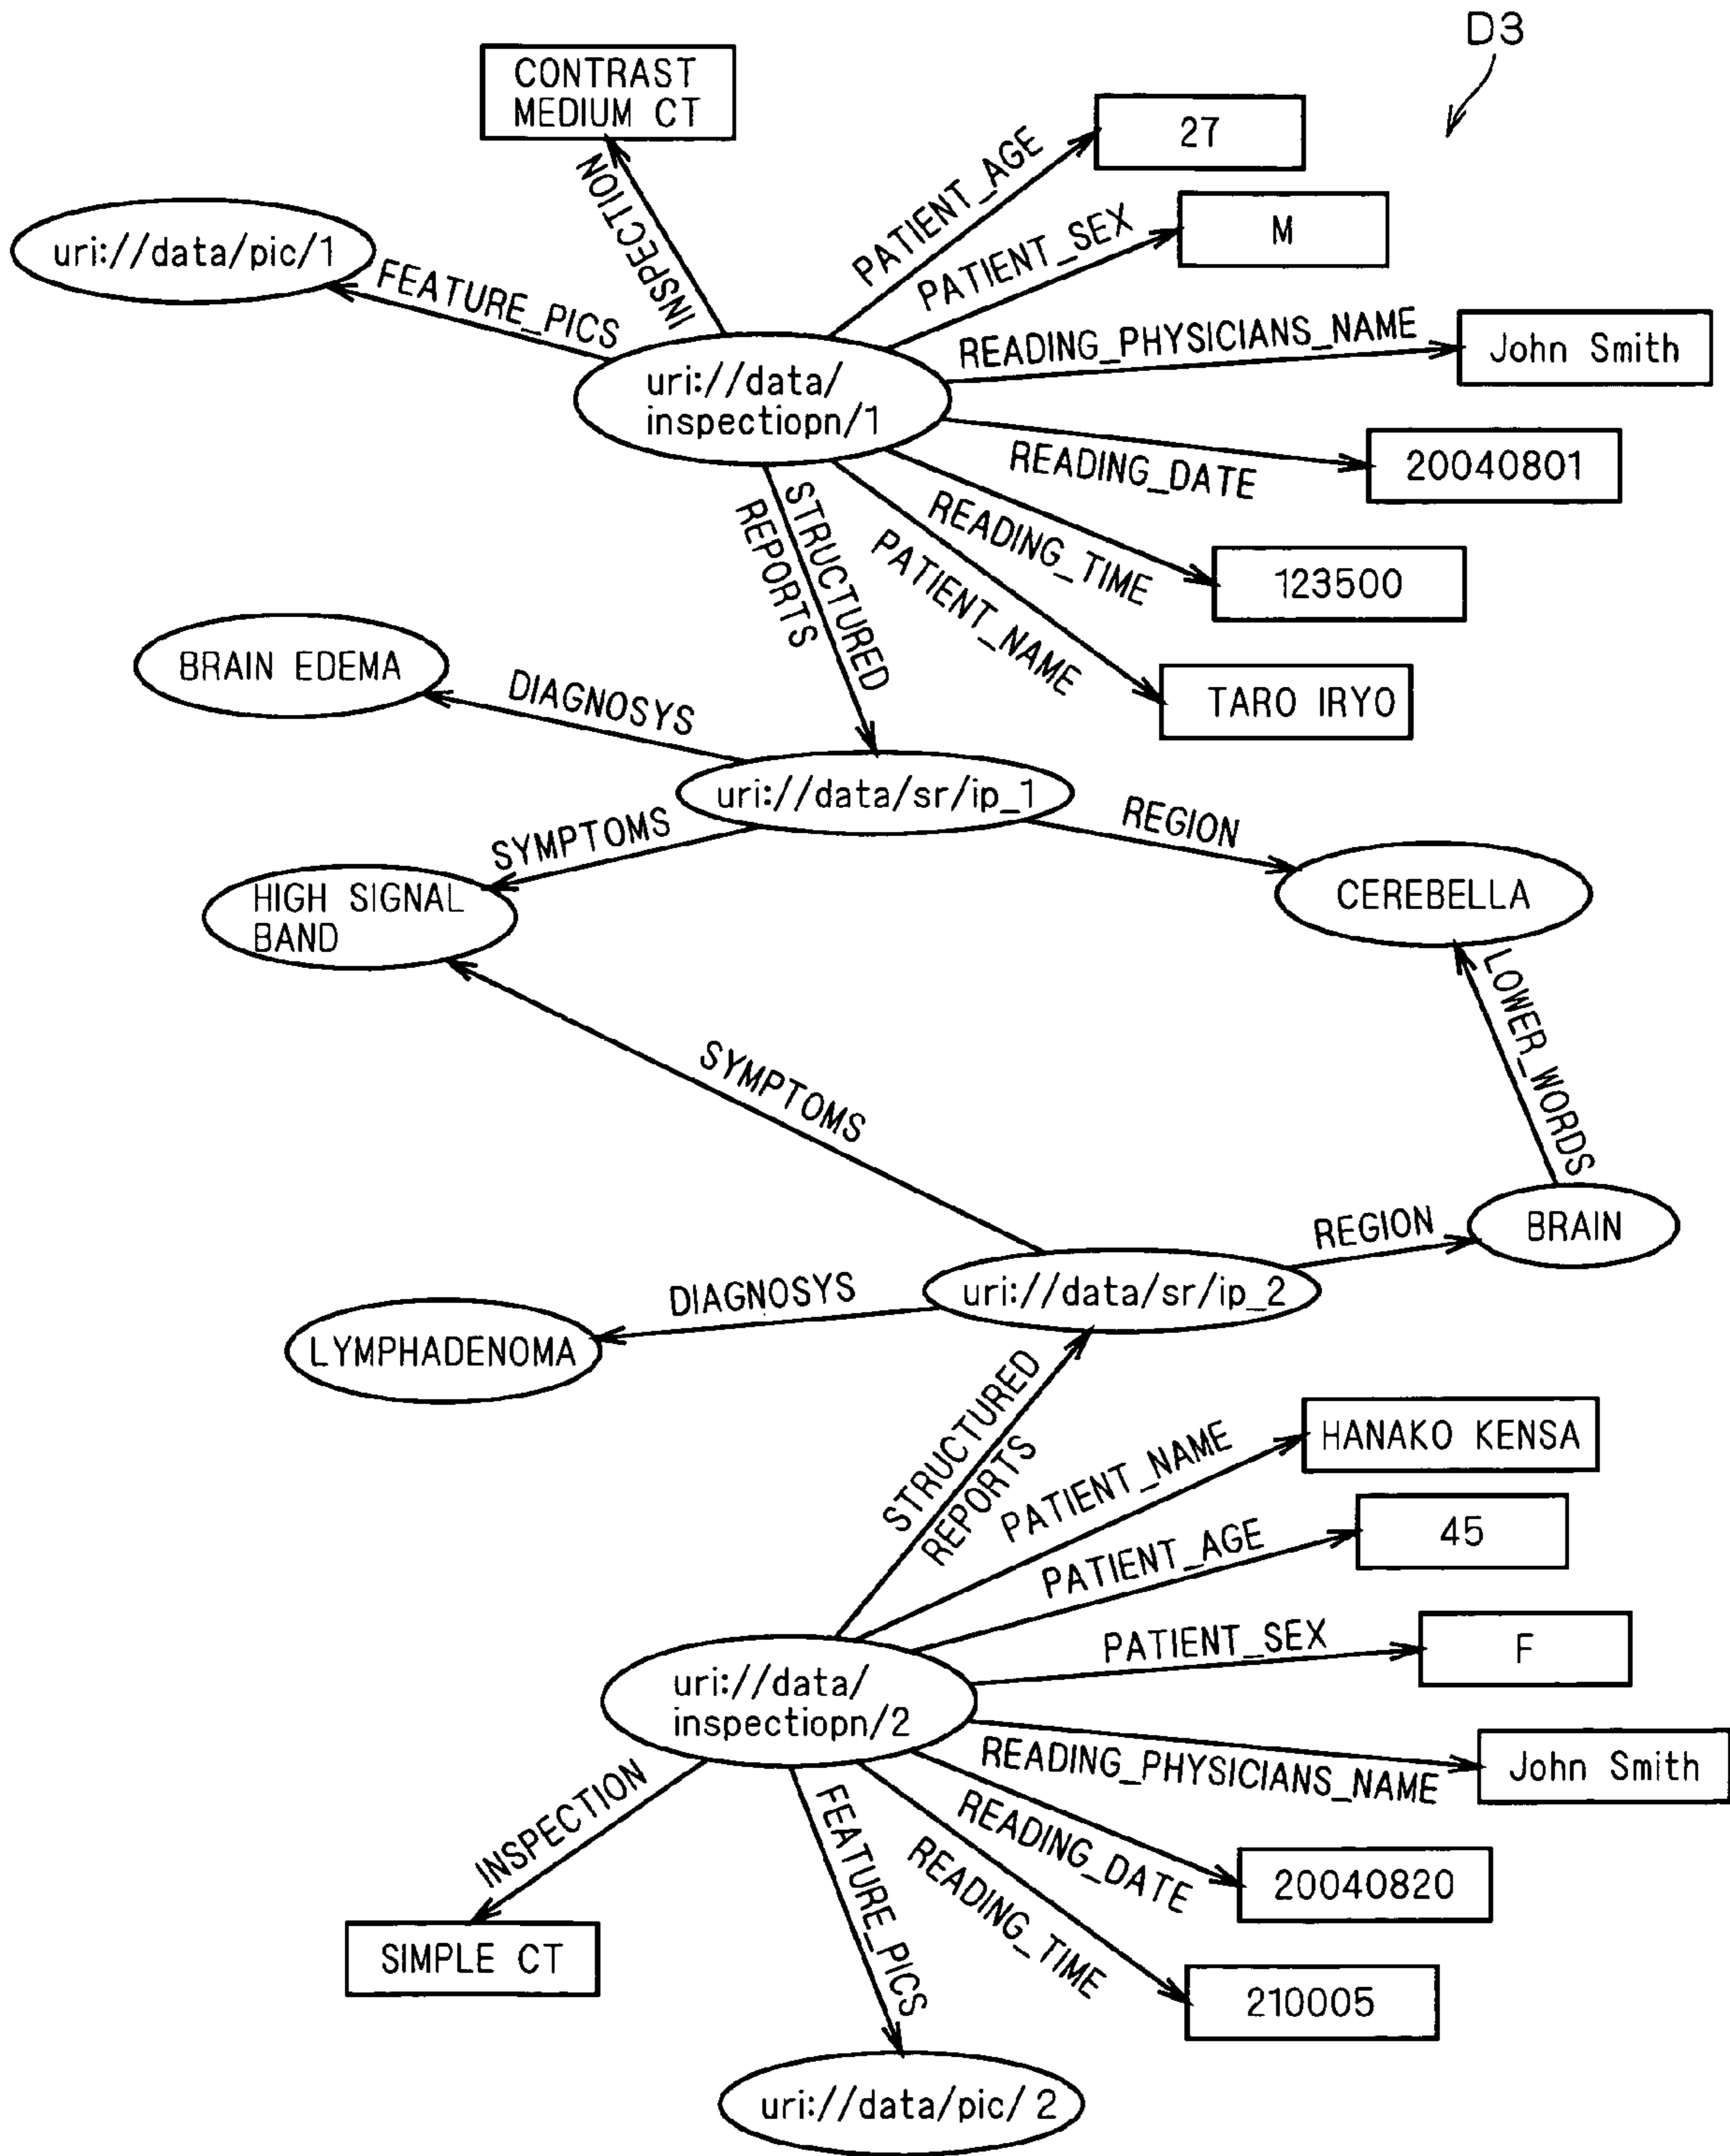 D3
CONTRAST
MEDIUM CT
27
PATIENT_AGE
M
PATIENT_SEX
INSPECTION
uri://data/pic/1
FEATURE_PICS
READING_PHYSICIANS_NAME
John Smith
uri://data/
inspectiopn/1
READING_DATE
20040801
READING_TIME
123500
PATIENT_NAME
TARO IRYO
STRUCTURED
REPORTS
BRAIN EDEMA
DIAGNOSYS
uri://data/sr/ip_1
REGION
SYMPTOMS
HIGH SIGNAL
BAND
CEREBELLA
LOWER_WORDS
SYMPTOMS
BRAIN
REGION
uri://data/sr/ip_2
DIAGNOSYS
LYMPHADENOMA
STRUCTURED
REPORTS
PATIENT_NAME
HANAKO KENSA
PATIENT_AGE
45
PATIENT_SEX
F
uri://data/
inspectiopn/2
READING_PHYSICIANS_NAME
John Smith
READING_DATE
20040820
READING_TIME
210005
INSPECTION
SIMPLE CT
FEATURE_PICS
uri://data/pic/ 2